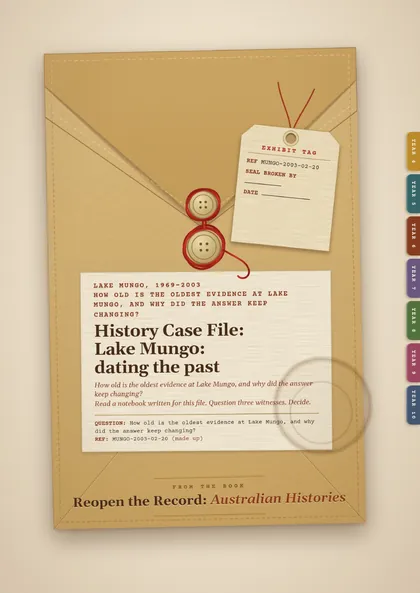 EXHIBIT TAG
REF MUNGO-2003-02-20
SEAL BROKEN BY
DATE
LAKE MUNGO, 1969–2003
HOW OLD IS THE OLDEST EVIDENCE AT LAKE
MUNGO, AND WHY DID THE ANSWER KEEP
CHANGING?
History Case File:
Lake Mungo:
dating the past
How old is the oldest evidence at Lake Mungo, and why did the answer
keep changing?
Read a notebook written for this file. Question three witnesses. Decide.
QUESTION: How old is the oldest evidence at Lake Mungo, and why
did the answer keep changing?
REF: MUNGO-2003-02-20 (made up)
FROM THE BOOK
Reopen the Record: Australian Histories
YEAR 4
YEAR 5
YEAR 6
YEAR 7
YEAR 8
YEAR 9
YEAR 10